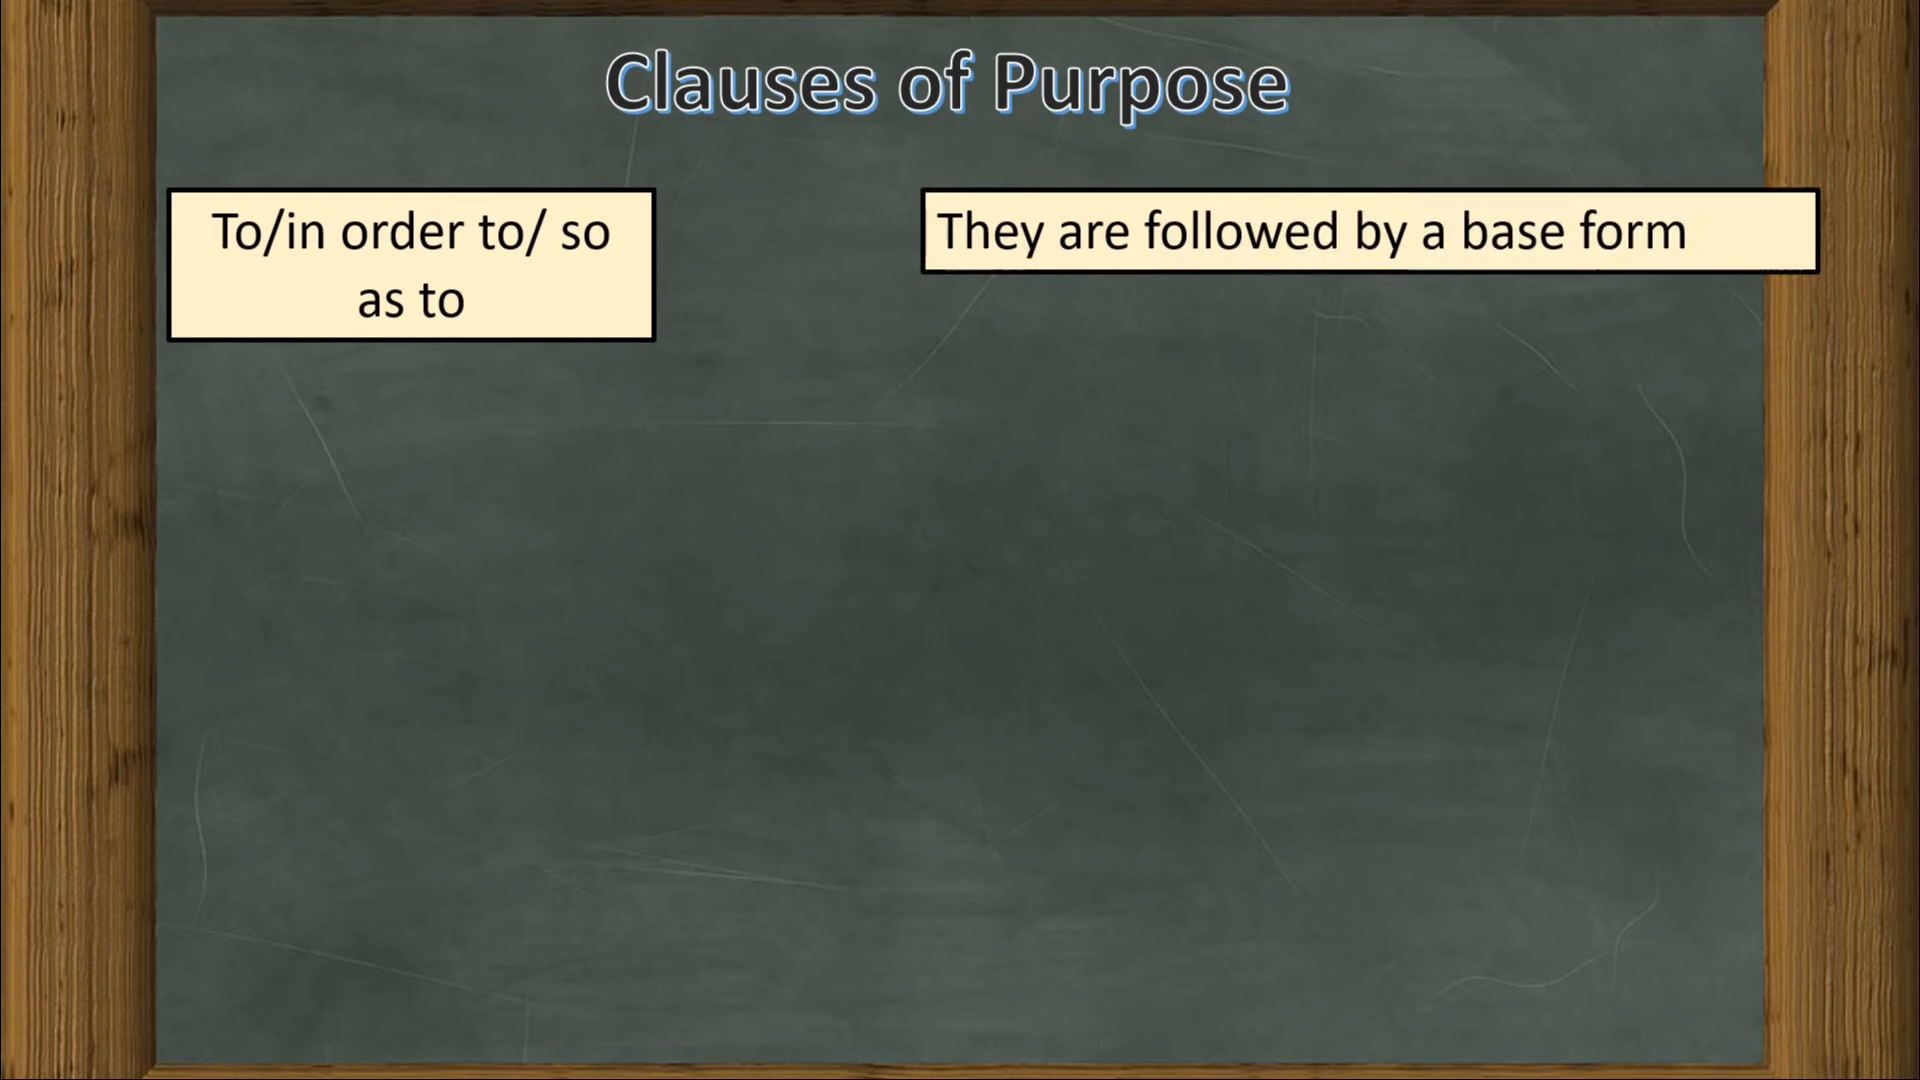 Clauses of Purpose
To/in order to/ so
as to
They are followed by a base form